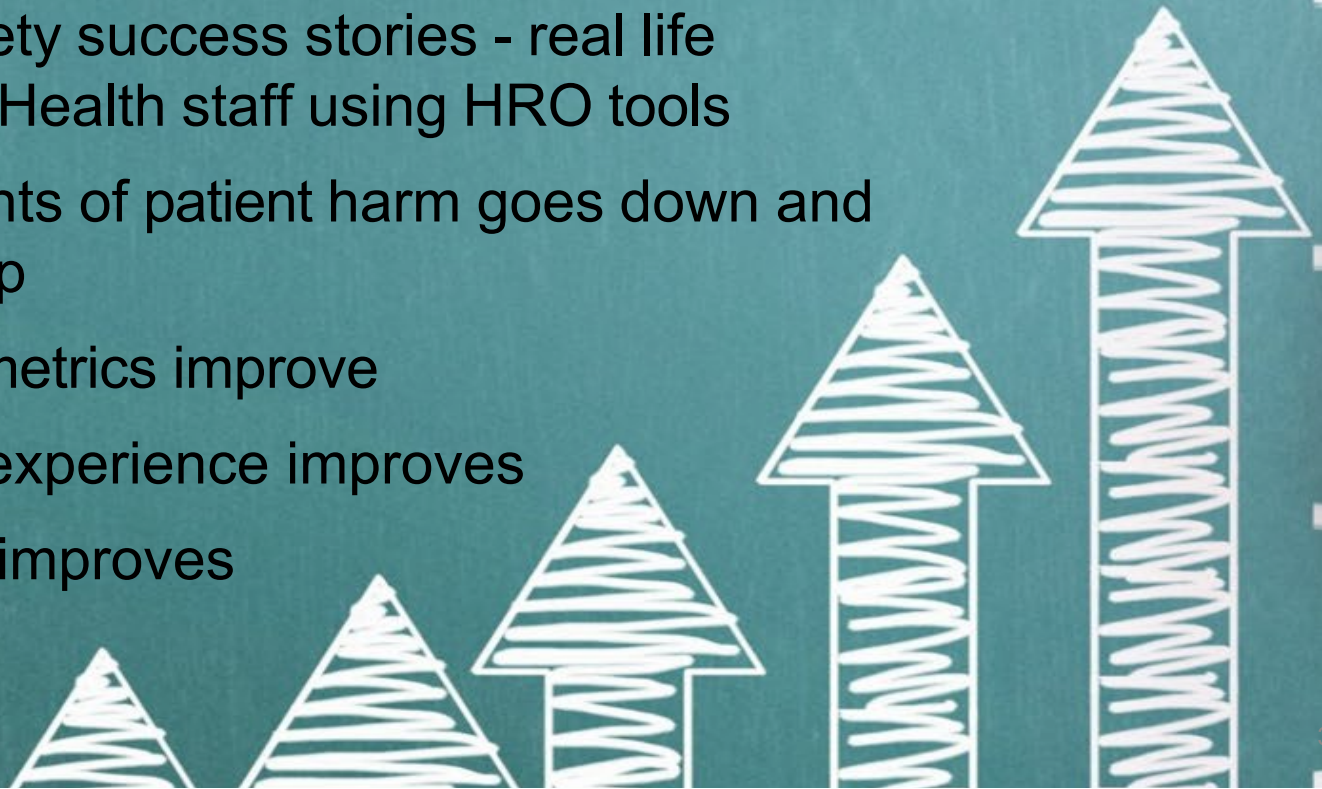 ety success stories - real life
Health staff using HRO tools
nts of patient harm goes down and
p
metrics improve
experience improves
improves